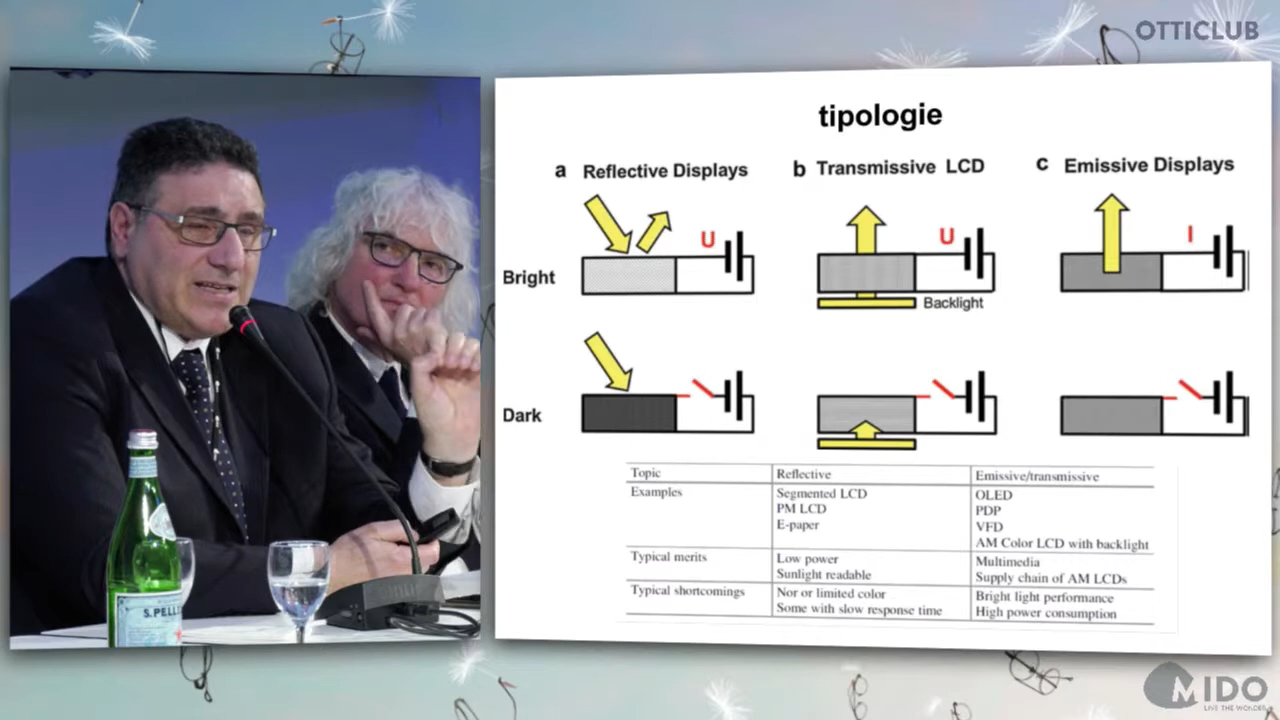 OTTICLUB
tipologie
a Reflective Displays
b Transmissive LCD
c Emissive Displays
U
U
I
Bright
Backlight
Dark
Topic Reflective Emissive/transmissive
Examples Segmented LCD OLED
PM LCD PDP
E-paper VFD
AM Color LCD with backlight
Typical merits Low power Multimedia
Sunlight readable Supply chain of AM LCDs
Typical shortcomings Nor or limited color Bright light performance
Some with slow response time High power consumption
S.PELL
MIDO
LIVE THE WONDER